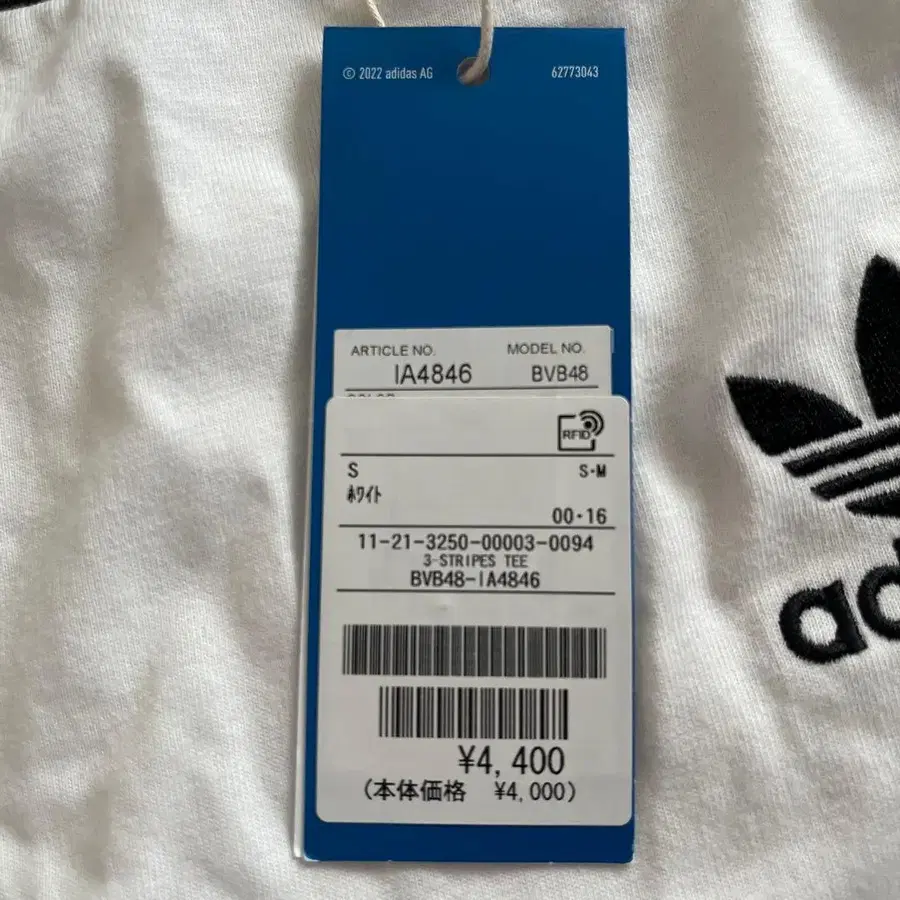 © 2022 adidas AG 62773043
ARTICLE NO. MODEL NO.
IA4846 BVB48
RFID
S S・M
ホワイト
00・16
11-21-3250-00003-0094
3-STRIPES TEE
BVB48-IA4846
¥4,400
(本体価格 ¥4,000)
ad